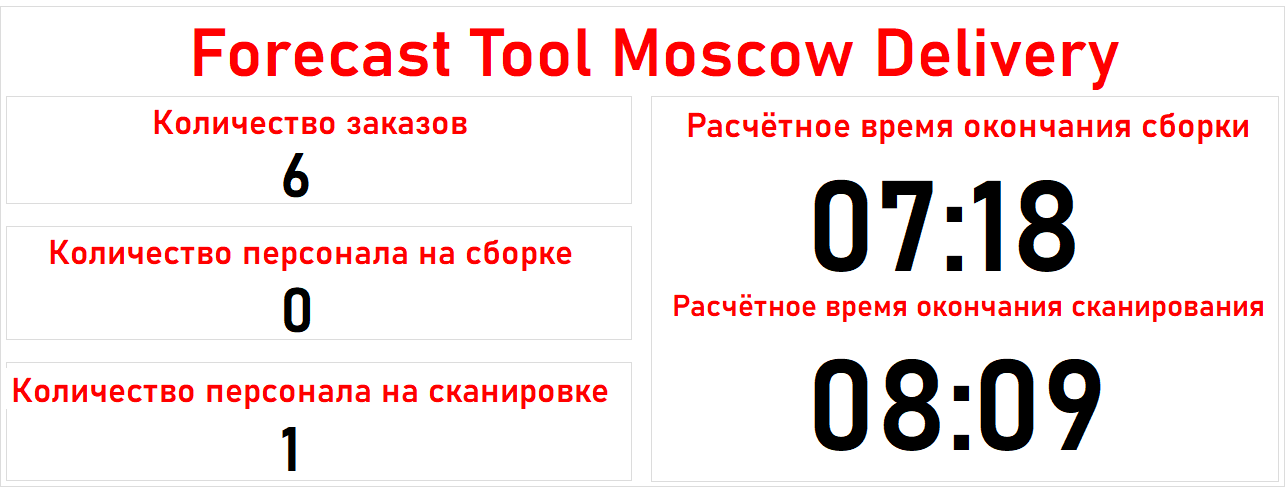 Forecast Tool Moscow Delivery
Количество заказов
6
Количество персонала на сборке
0
Количество персонала на сканировке
1
Расчётное время окончания сборки
07:18
Расчётное время окончания сканирования
08:09